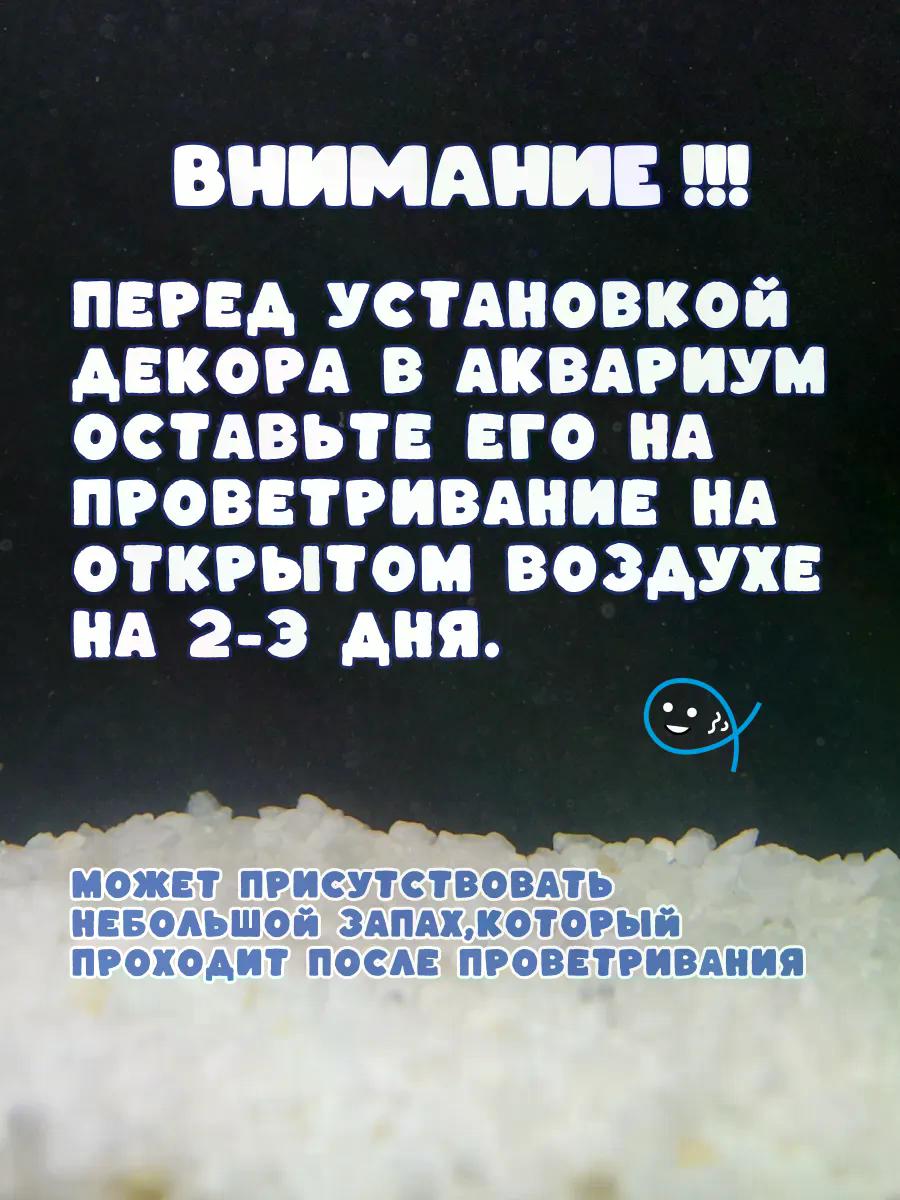 ВНИМАНИЕ !!!
ПЕРЕД УСТАНОВКОЙ
ДЕКОРА В АКВАРИУМ
ОСТАВЬТЕ ЕГО НА
ПРОВЕТРИВАНИЕ НА
ОТКРЫТОМ ВОЗДУХЕ
НА 2-3 ДНЯ.
МОЖЕТ ПРИСУТСТВОВАТЬ
НЕБОЛЬШОЙ ЗАПАХ,КОТОРЫЙ
ПРОХОДИТ ПОСЛЕ ПРОВЕТРИВАНИЯ